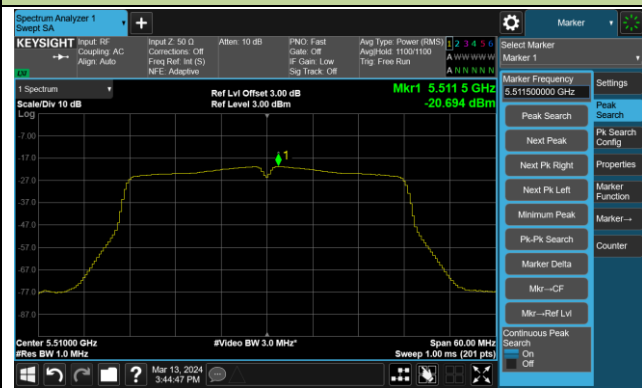 Spectrum Analyzer 1
Swept SA
+
Marker
KEYSIGHT
Input: RF
Coupling: AC
Align: Auto
Input Z: 50 Ω
Corrections: Off
Freq Ref: Int (S)
NFE: Adaptive
Atten: 10 dB
PNO: Fast
Gate: Off
IF Gain: Low
Sig Track: Off
Avg Type: Power (RMS)
Avg|Hold: 1100/1100
Trig: Free Run
1 2 3 4 5 6
A W W W W W
A N N N N N
Select Marker
Marker 1
1 Spectrum
Scale/Div 10 dB
Log
Ref Lvl Offset 3.00 dB
Ref Level 3.00 dBm
Mkr1 5.511 5 GHz
-20.694 dBm
-7.00
-17.0
-27.0
-37.0
-47.0
-57.0
-67.0
-77.0
-87.0
1
Center 5.51000 GHz
#Res BW 1.0 MHz
#Video BW 3.0 MHz*
Span 60.00 MHz
Sweep 1.00 ms (201 pts)
Marker Frequency
5.511500000 GHz
Peak Search
Next Peak
Next Pk Right
Next Pk Left
Minimum Peak
Pk-Pk Search
Marker Delta
Mkr→CF
Mkr→Ref Lvl
Continuous Peak
Search
On
Off
Settings
Peak
Search
Pk Search
Config
Properties
Marker
Function
Marker→
Counter
?
Mar 13, 2024
3:44:47 PM